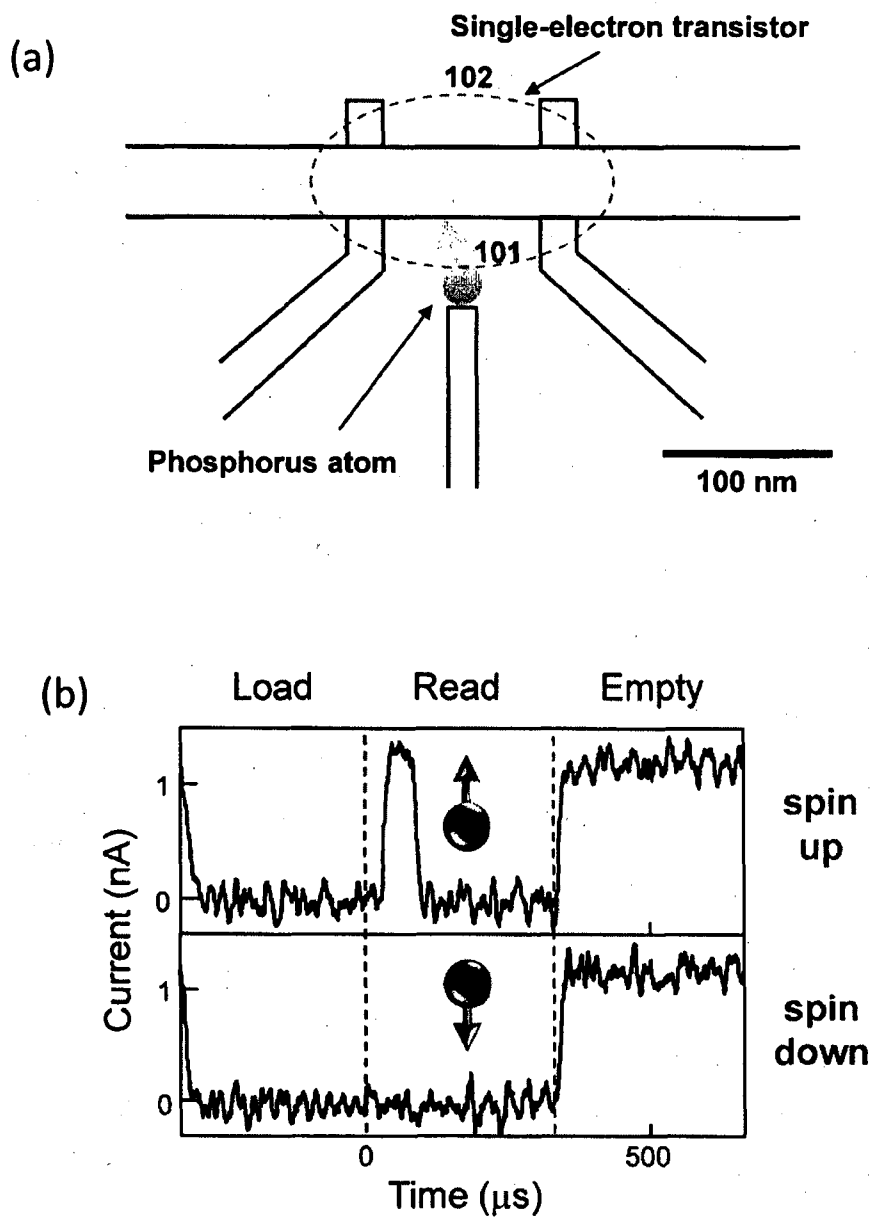 (a)
Single-electron transistor
102
101
Phosphorus atom
100 nm
(b)
Load Read Empty
1
0
spin
up
Current (nA)
1
0
spin
down
0 500
Time (μs)